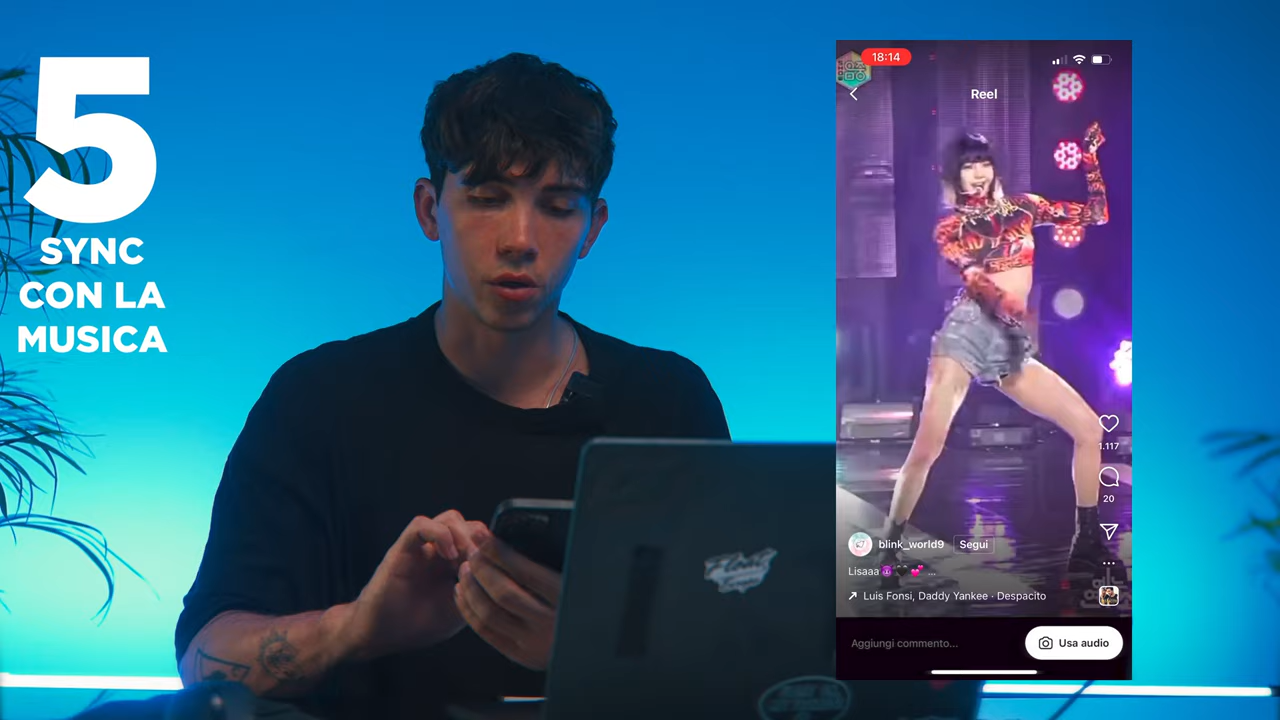 5
SYNC
CON LA
MUSICA
18:14
Reel
1.117
20
blink_world9 Segui
Lisaaa😈🖤💕 ...
Luis Fonsi, Daddy Yankee · Despacito
Aggiungi commento...
Usa audio